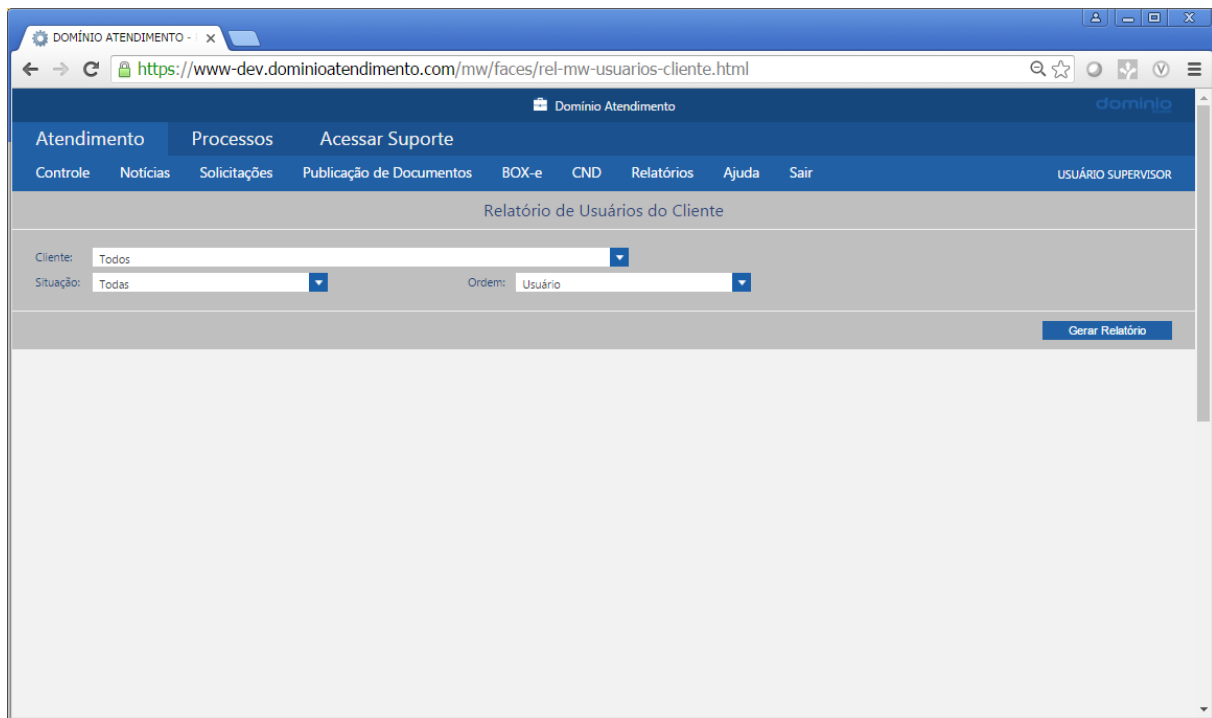 DOMÍNIO ATENDIMENTO -
https://www-dev.dominioatendimento.com/mw/faces/rel-mw-usuarios-cliente.html
Domínio Atendimento
domínio
Atendimento Processos Acessar Suporte
Controle Notícias Solicitações Publicação de Documentos BOX-e CND Relatórios Ajuda Sair USUÁRIO SUPERVISOR
Relatório de Usuários do Cliente
Cliente: Todos
Situação: Todas Ordem: Usuário
Gerar Relatório